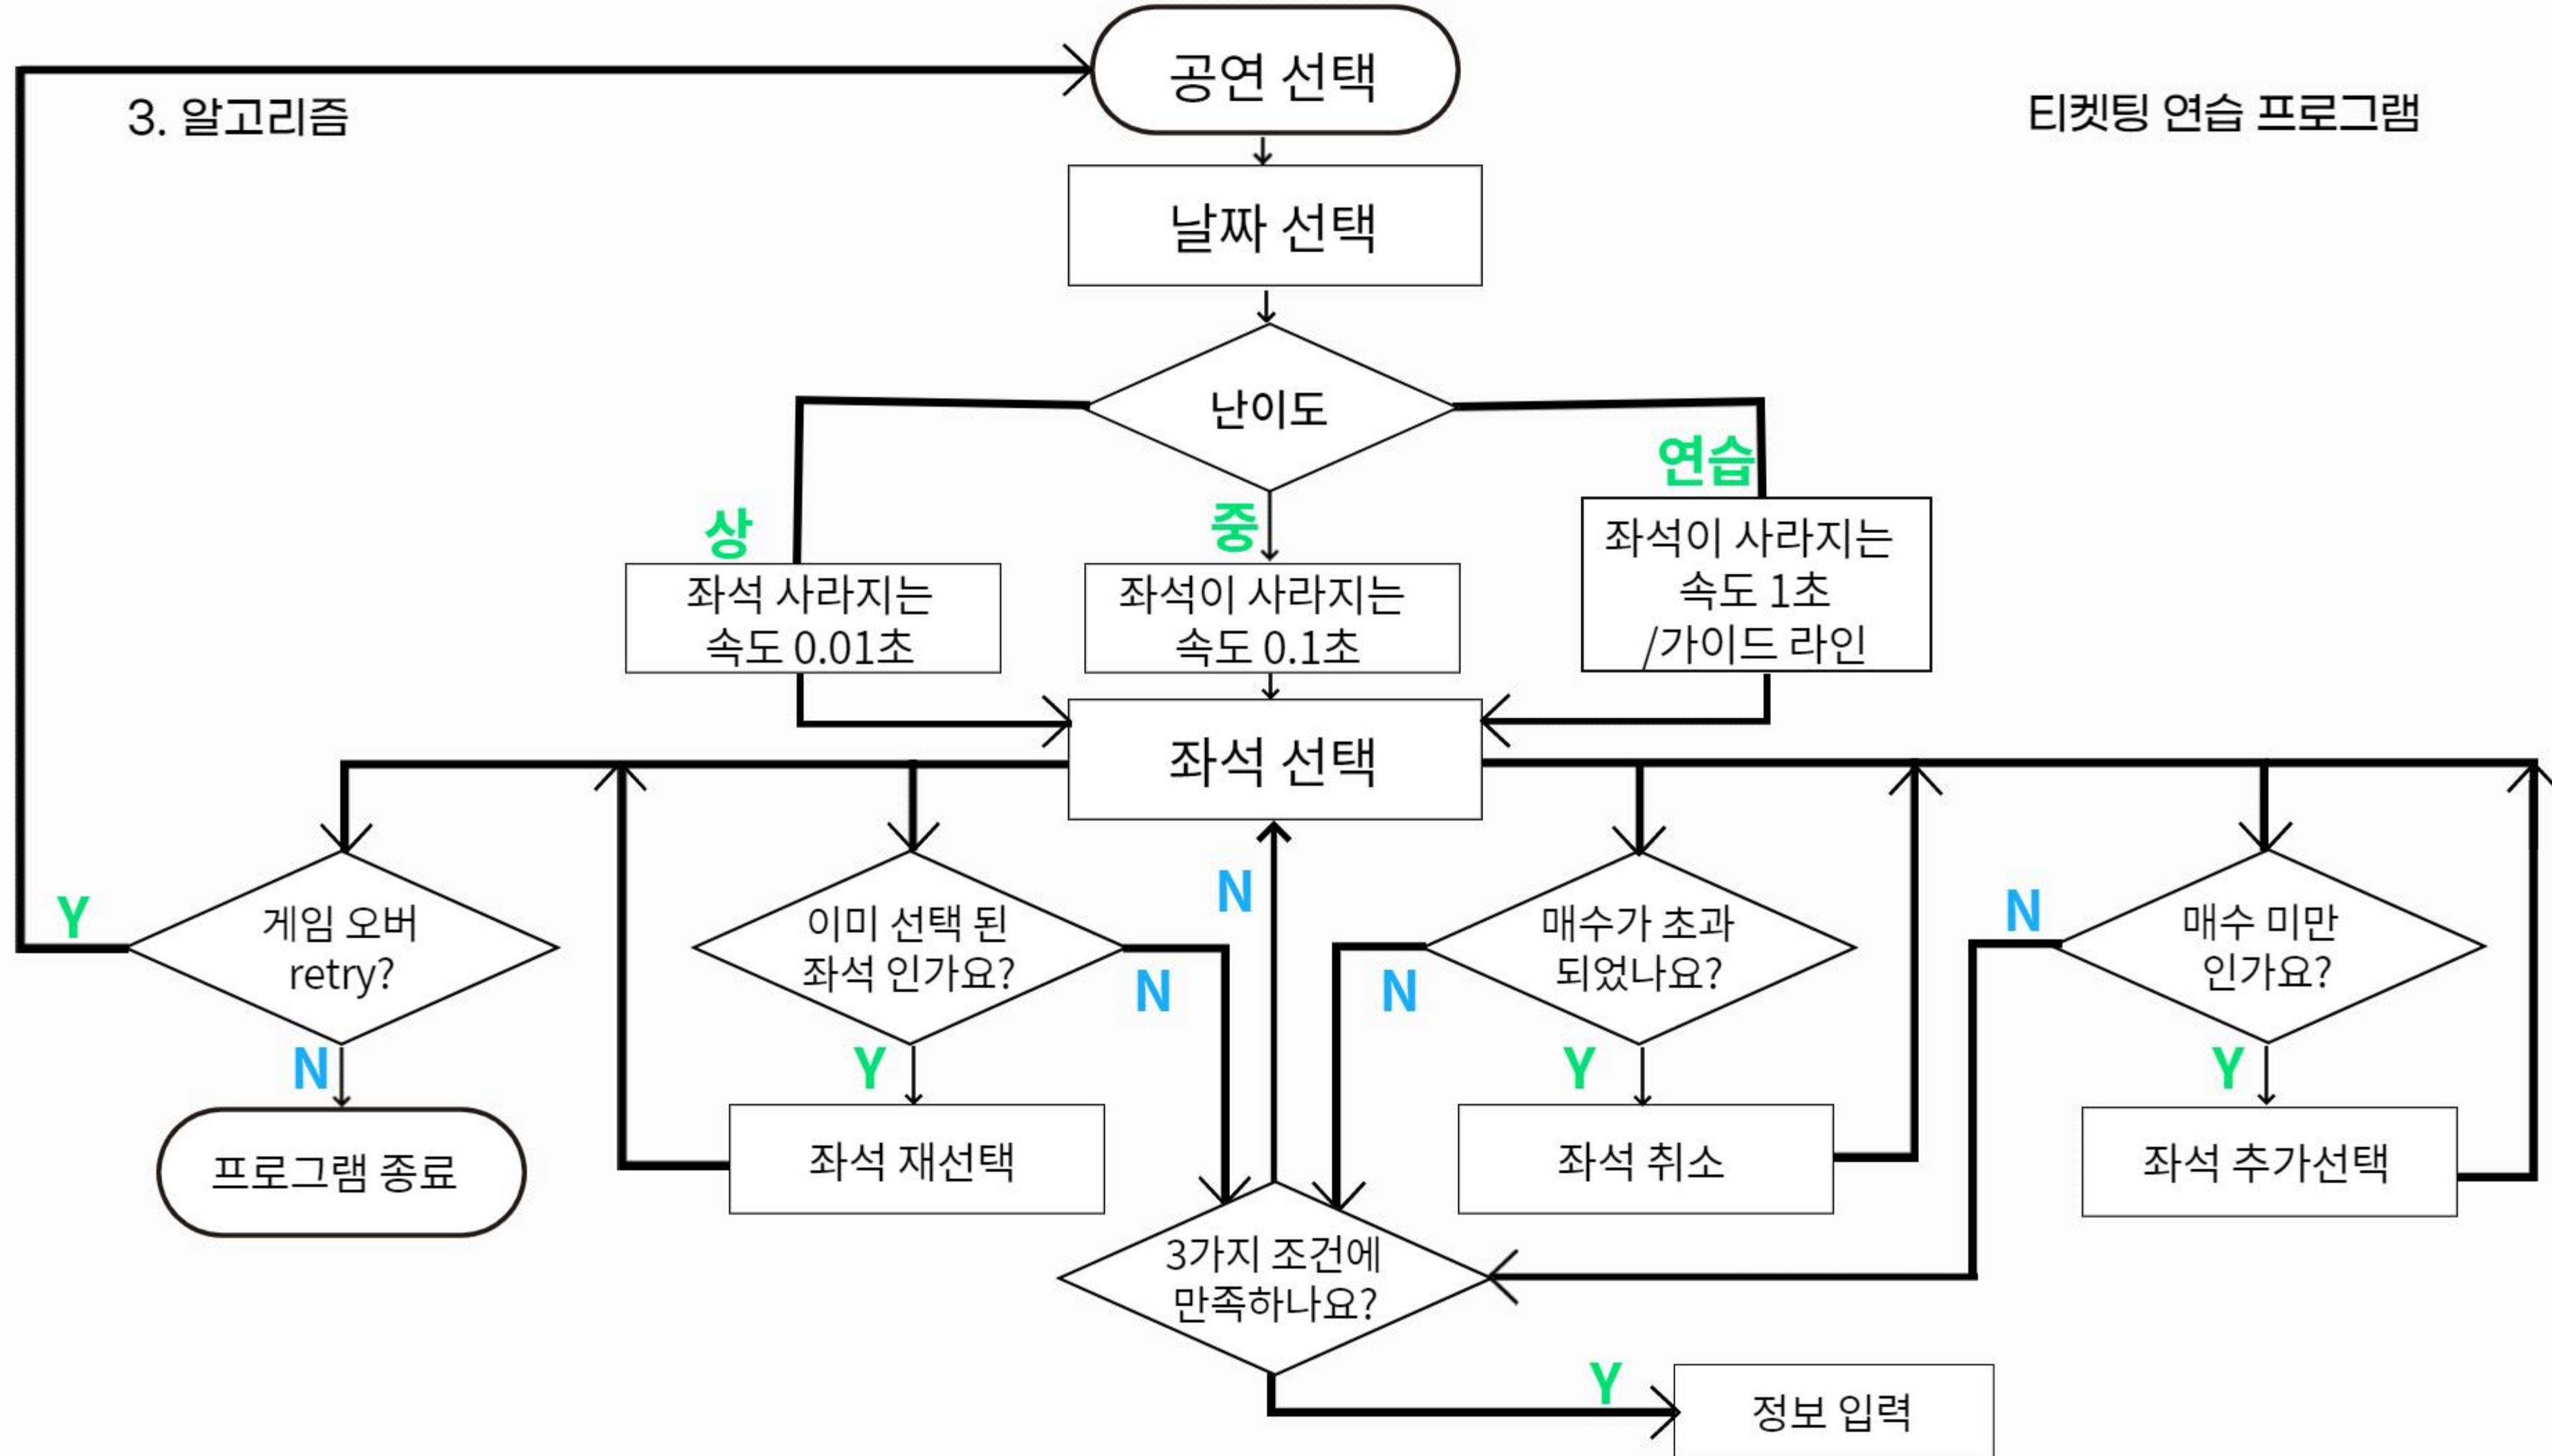 공연 선택
3. 알고리즘
티켓팅 연습 프로그램
날짜 선택
난이도
상
중
연습
좌석 사라지는
속도 0.01초
좌석이 사라지는
속도 0.1초
좌석이 사라지는
속도 1초
/가이드 라인
좌석 선택
Y
게임 오버
retry?
N
프로그램 종료
이미 선택 된
좌석 인가요?
N
Y
좌석 재선택
N
매수가 초과
되었나요?
N
Y
좌석 취소
매수 미만
인가요?
N
Y
좌석 추가선택
3가지 조건에
만족하나요?
Y
정보 입력